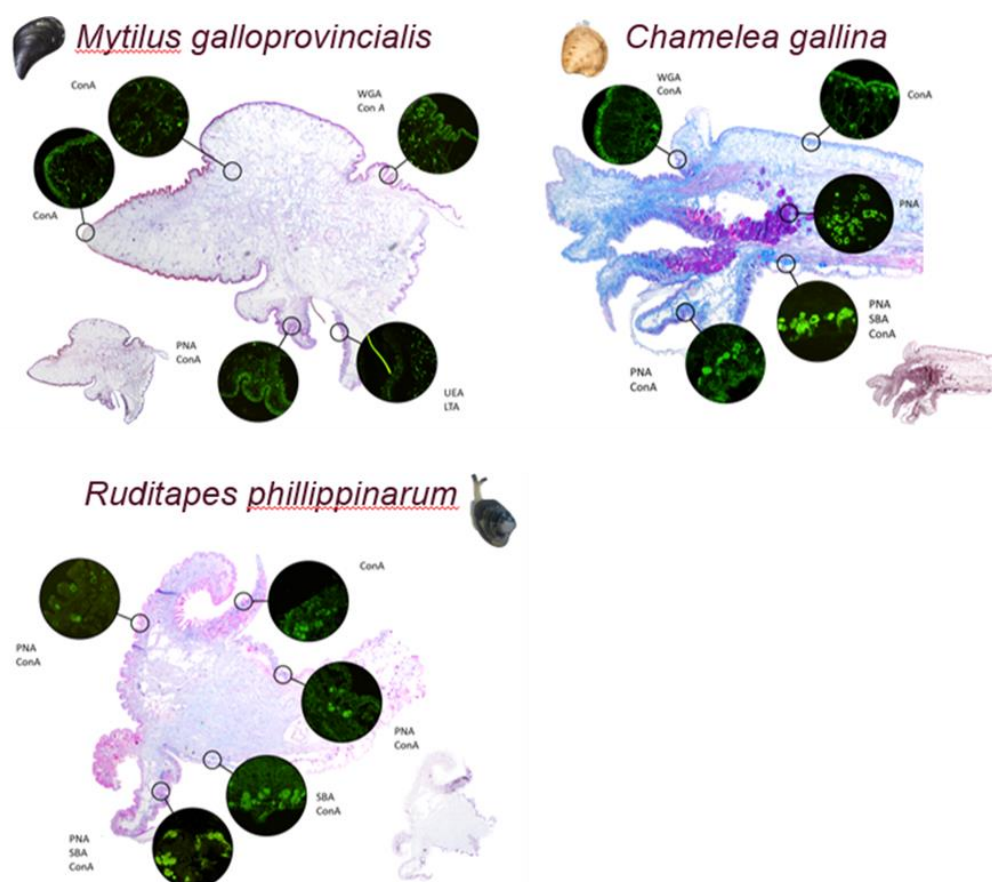 Mytilus galloprovincialis
ConA
WGA
Con A
ConA
PNA
ConA
UEA
LTA
Chamelea gallina
WGA
ConA
ConA
PNA
PNA
SBA
ConA
PNA
ConA
Ruditapes phillippinarum
ConA
PNA
ConA
PNA
ConA
SBA
ConA
PNA
SBA
ConA